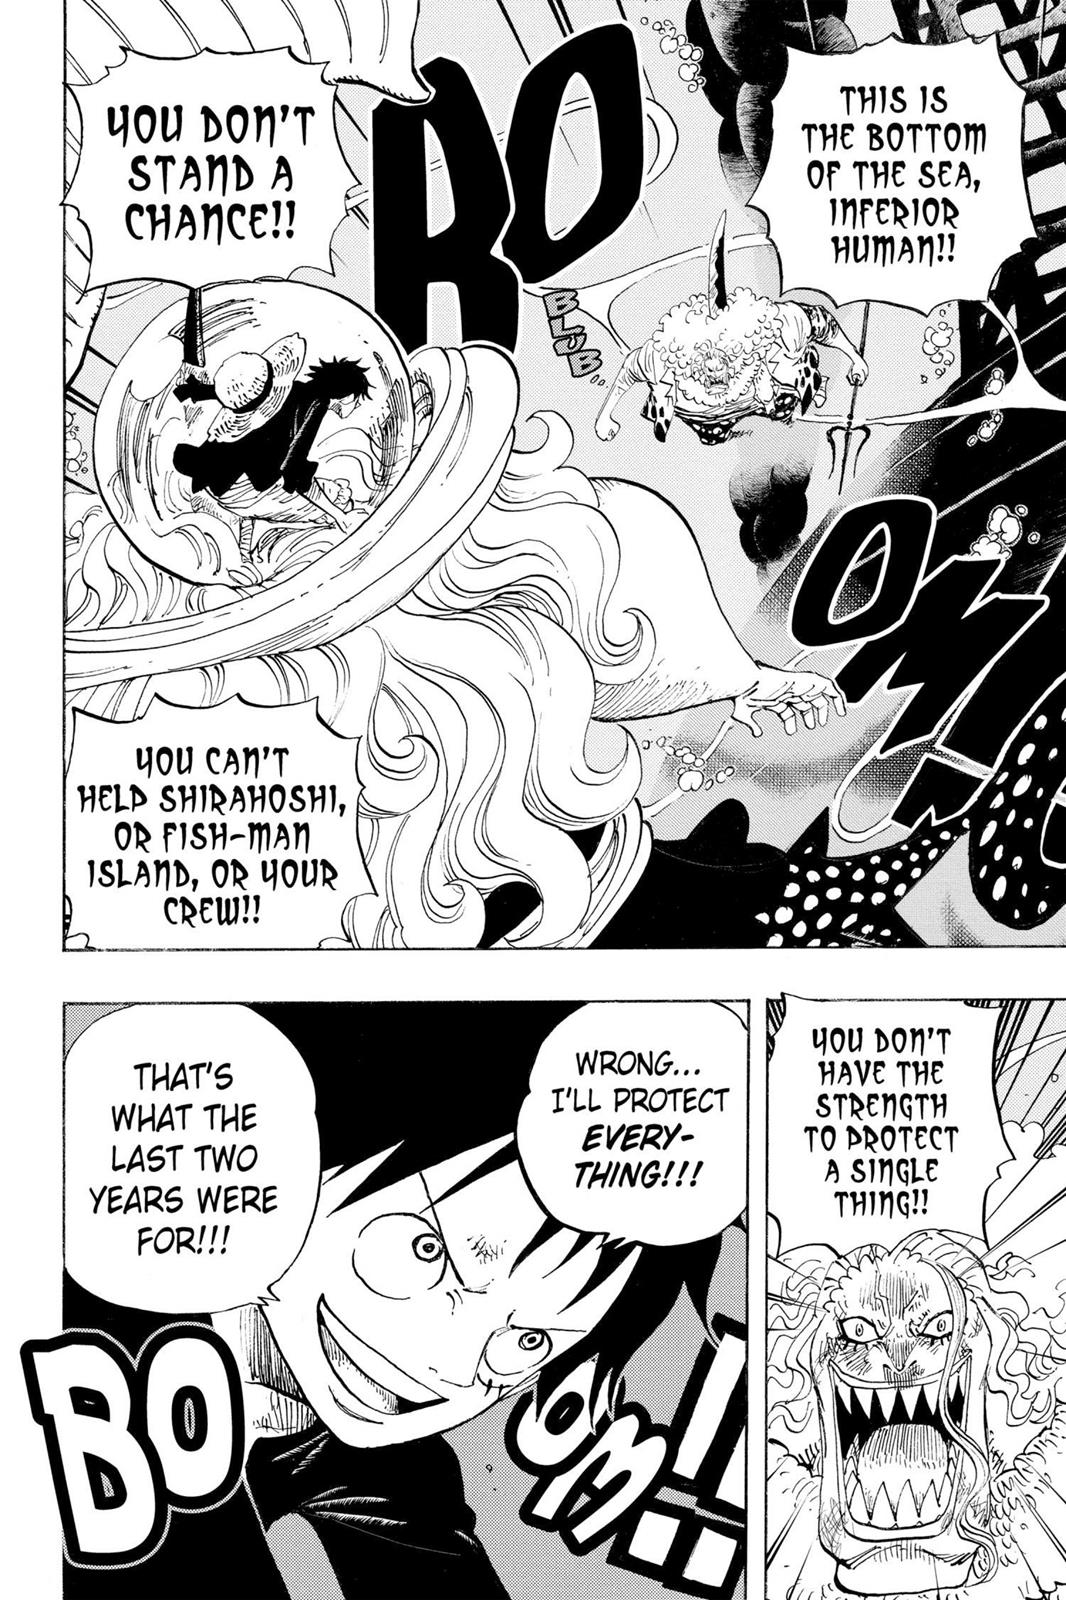 THIS IS
THE BOTTOM
OF THE SEA,
INFERIOR
HUMAN!!
BO
BLUB...
YOU DON'T
STAND A
CHANCE!!
OM
YOU CAN'T
HELP SHIRAHOSHI,
OR FISH-MAN
ISLAND, OR YOUR
CREW!!
YOU DON'T
HAVE THE
STRENGTH
TO PROTECT
A SINGLE
THING!!
WRONG...
I'LL PROTECT
EVERY-
THING!!!
THAT'S
WHAT THE
LAST TWO
YEARS WERE
FOR!!!
BO
OM!!